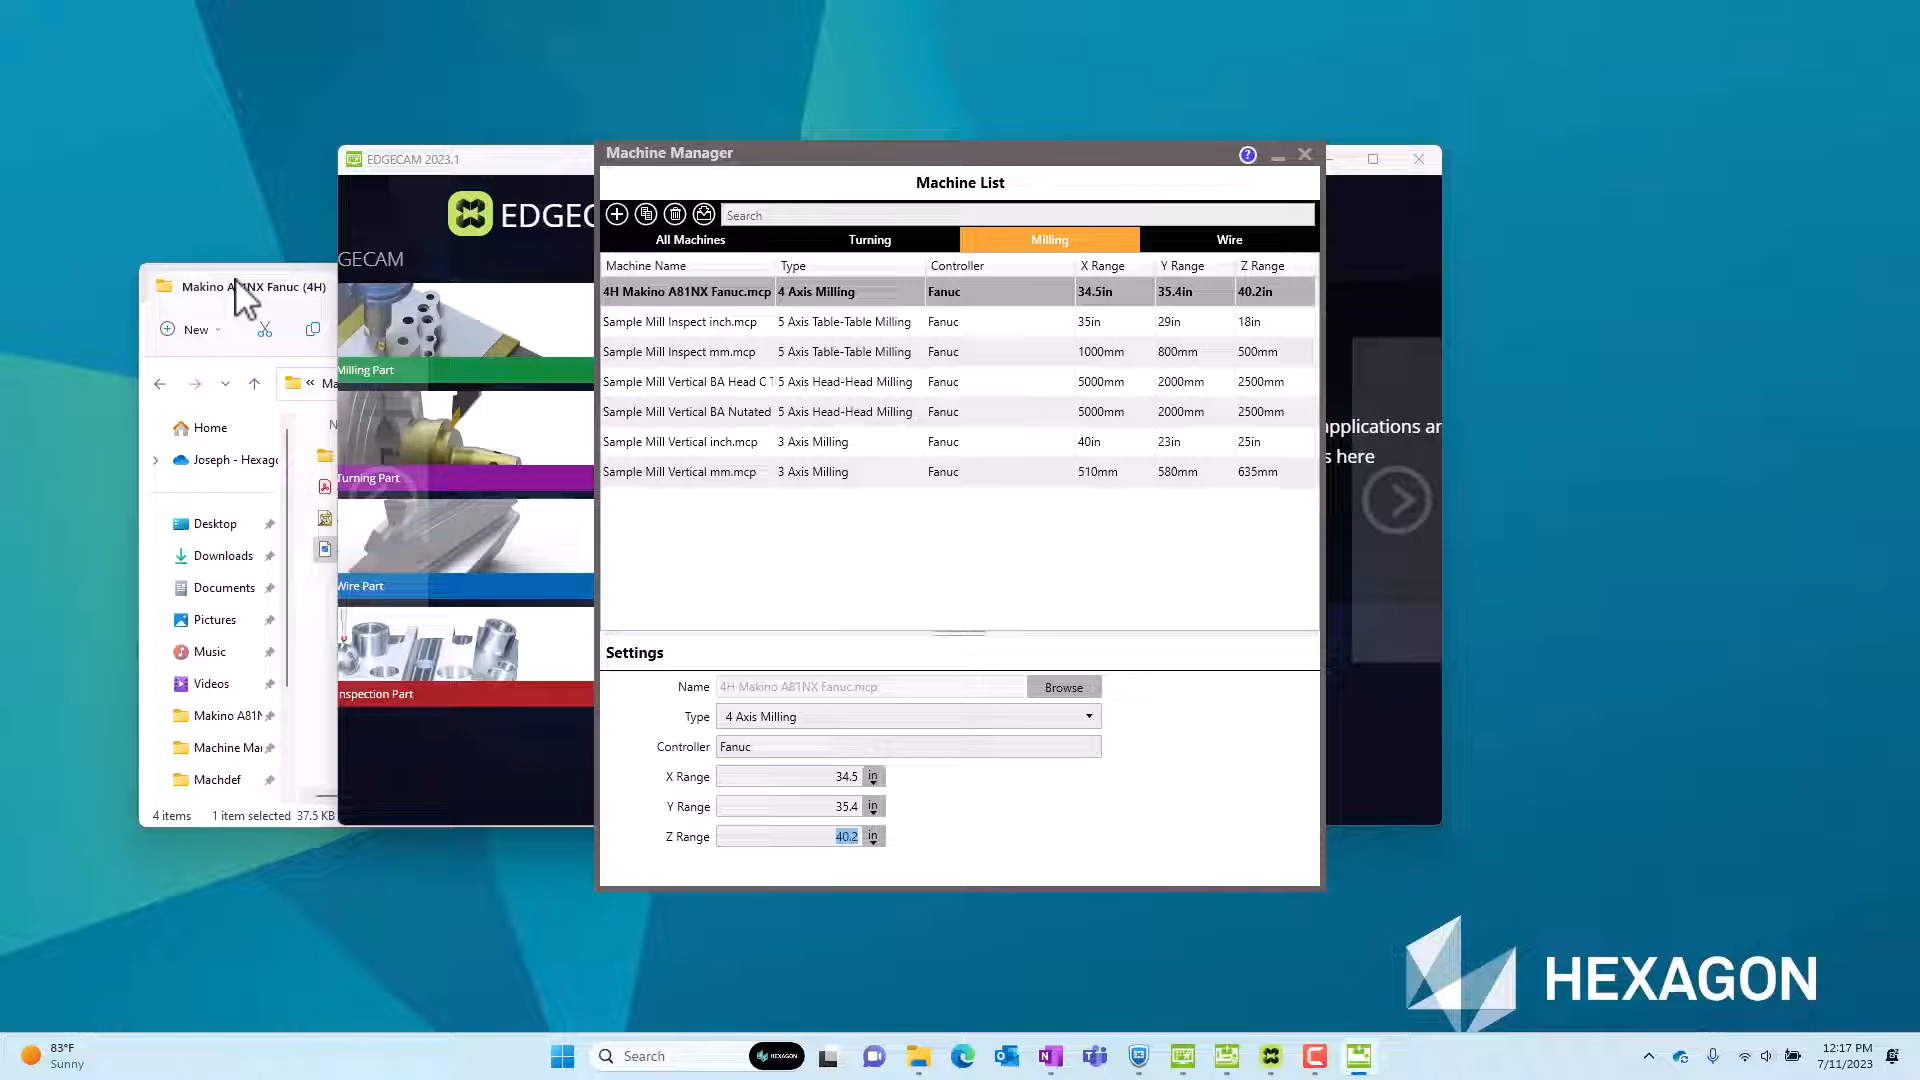 EDGECAM 2023.1
EDGEC
GECAM
Milling Part
Turning Part
Wire Part
nspection Part
Makino A81NX Fanuc (4H)
New
« Ma
Home
Joseph - Hexago
Desktop
Downloads
Documents
Pictures
Music
Videos
Makino A81N
Machine Man
Machdef
4 items 1 item selected 37.5 KB
Machine Manager
?
Machine List
Search
All Machines Turning Milling Wire
Machine Name Type Controller X Range Y Range Z Range
4H Makino A81NX Fanuc.mcp 4 Axis Milling Fanuc 34.5in 35.4in 40.2in
Sample Mill Inspect inch.mcp 5 Axis Table-Table Milling Fanuc 35in 29in 18in
Sample Mill Inspect mm.mcp 5 Axis Table-Table Milling Fanuc 1000mm 800mm 500mm
Sample Mill Vertical BA Head C T 5 Axis Head-Head Milling Fanuc 5000mm 2000mm 2500mm
Sample Mill Vertical BA Nutated 5 Axis Head-Head Milling Fanuc 5000mm 2000mm 2500mm
Sample Mill Vertical inch.mcp 3 Axis Milling Fanuc 40in 23in 25in
Sample Mill Vertical mm.mcp 3 Axis Milling Fanuc 510mm 580mm 635mm
Settings
Name 4H Makino A81NX Fanuc.mcp Browse
Type 4 Axis Milling
Controller Fanuc
X Range 34.5 in
Y Range 35.4 in
Z Range 40.2 in
applications an
s here
HEXAGON
83°F
Sunny
Search
HEXAGON
12:17 PM
7/11/2023